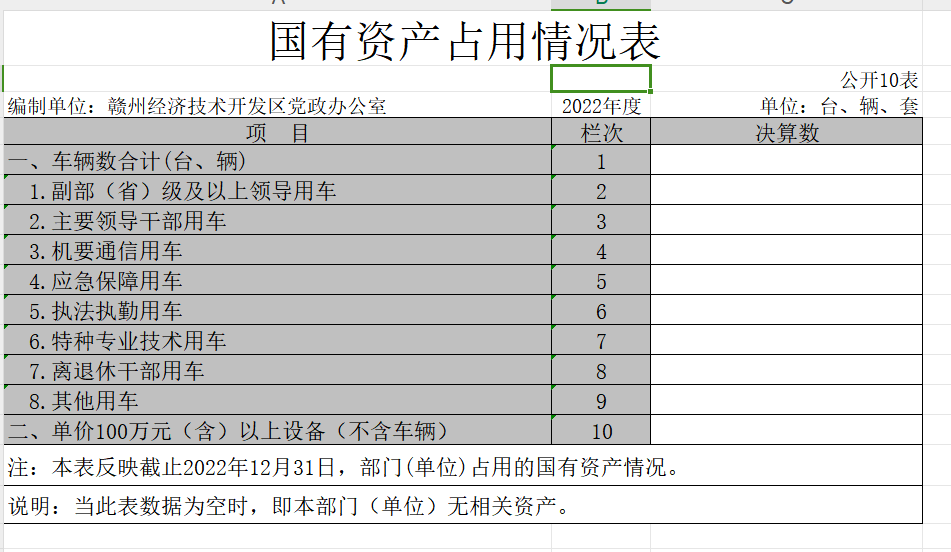 国有资产占用情况表
公开10表
编制单位：赣州经济技术开发区党政办公室 2022年度 单位：台、辆、套
项 目 栏次 决算数
一、车辆数合计(台、辆) 1
1.副部（省）级及以上领导用车 2
2.主要领导干部用车 3
3.机要通信用车 4
4.应急保障用车 5
5.执法执勤用车 6
6.特种专业技术用车 7
7.离退休干部用车 8
8.其他用车 9
二、单价100万元（含）以上设备（不含车辆） 10
注：本表反映截止2022年12月31日，部门(单位)占用的国有资产情况。
说明：当此表数据为空时，即本部门（单位）无相关资产。